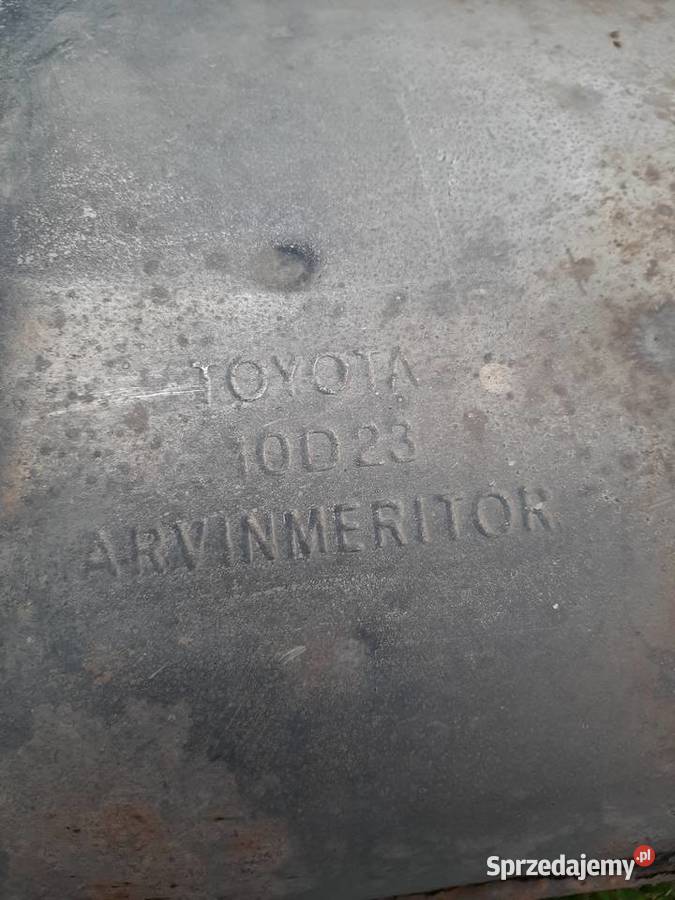 TOYOTA
10D23
ARVINMERITOR
Sprzedajemy.pl